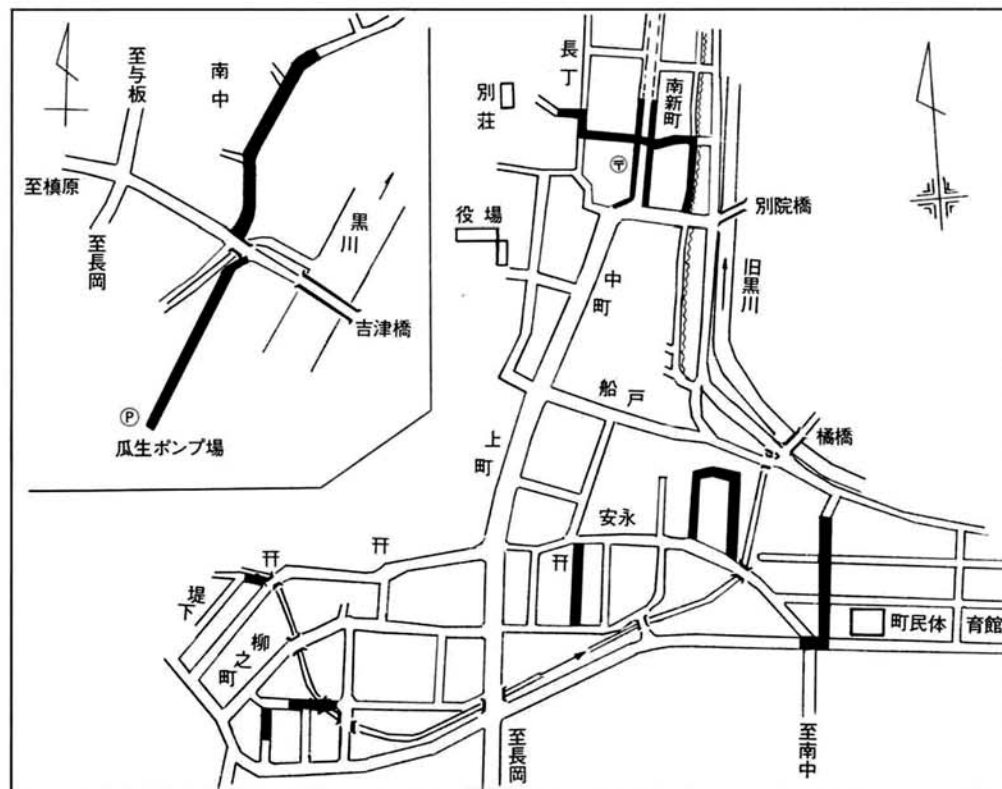 至与板
南中
至槙原
至長岡
黒川
吉津橋
Ⓟ
瓜生ポンプ場
長丁
別荘
南新町
〒
役場
別院橋
中町
旧黒川
船戸
橘橋
上町
安永
堤下
柳之町
町民体育館
至長岡
至南中